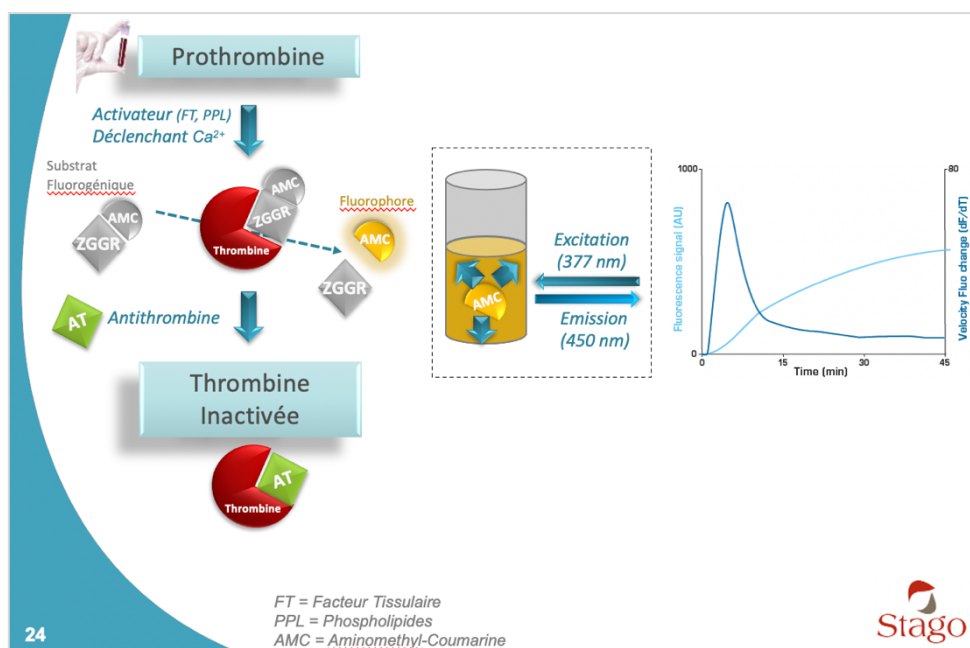 Prothrombine
Activateur (FT, PPL)
Déclenchant Ca²⁺
Substrat
Fluorogénique
AMC
ZGGR
AMC
ZGGR
Thrombine
Fluorophore
AMC
ZGGR
AT
Antithrombine
Thrombine
Inactivée
AT
Thrombine
AMC
Excitation
(377 nm)
Emission
(450 nm)
1000
Fluorescence signal (AU)
0
80
Velocity Fluo change (dF/dT)
0
0
15
30
45
Time (min)
FT = Facteur Tissulaire
PPL = Phospholipides
AMC = Aminomethyl-Coumarine
24
Stago